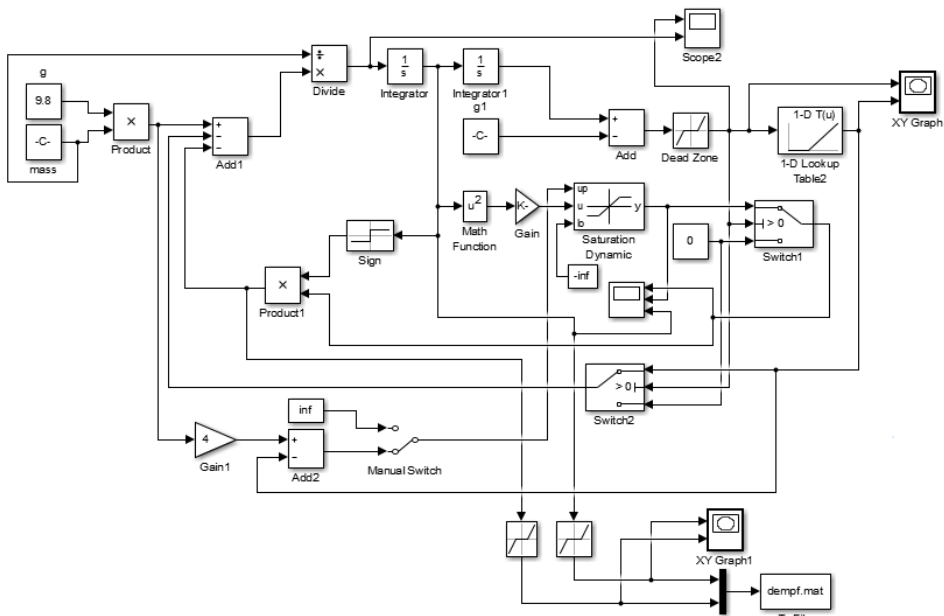 g
9.8
-C-
mass
×
Product
+
−
−
Add1
÷
×
Divide
1
s
Integrator
1
s
Integrator1
g1
-C-
+
−
Add
Dead Zone
Scope2
1-D T(u)
1-D Lookup
Table2
XY Graph
Sign
×
Product1
u²
Math
Function
K-
Gain
up
u
lo
y
Saturation
Dynamic
-inf
0
> 0
Switch1
> 0
Switch2
inf
4
Gain1
+
−
Add2
Manual Switch
XY Graph1
dempf.mat